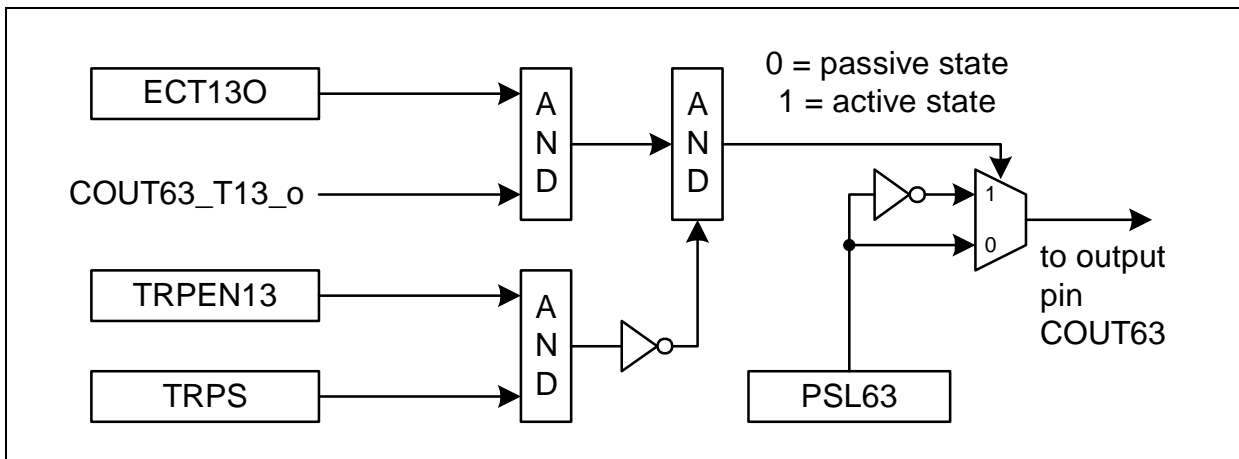 ECT13O
COUT63_T13_o
TRPEN13
TRPS
A
N
D
A
N
D
A
N
D
0 = passive state
1 = active state
1
0
to output
pin
COUT63
PSL63